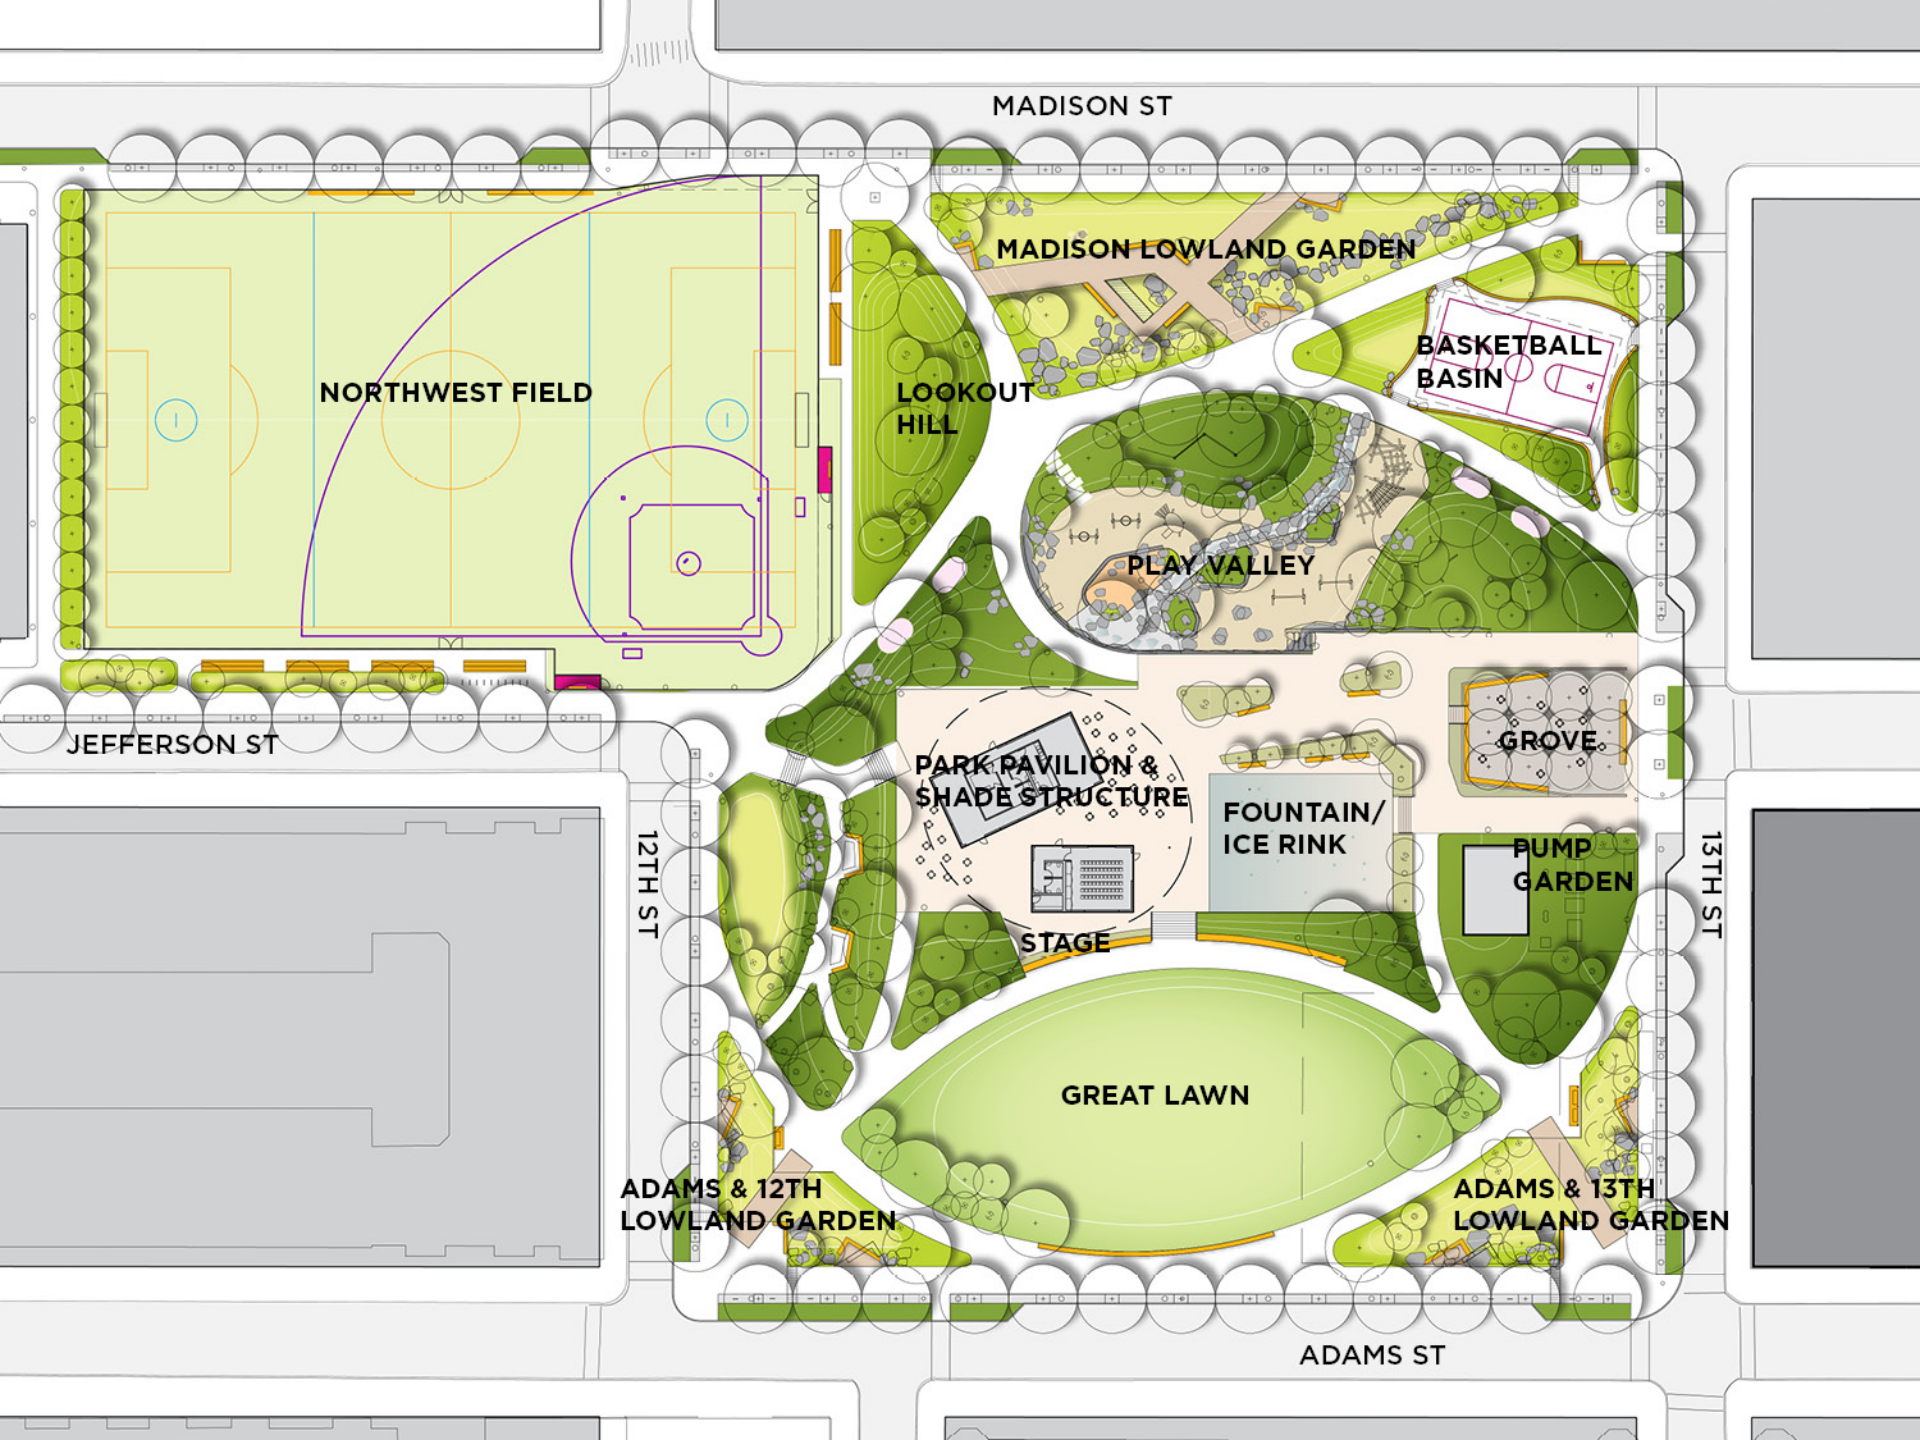 MADISON ST
MADISON LOWLAND GARDEN
BASKETBALL
BASIN
NORTHWEST FIELD
LOOKOUT
HILL
PLAY VALLEY
JEFFERSON ST
GROVE
PARK PAVILION &
SHADE STRUCTURE
FOUNTAIN/
ICE RINK
PUMP
GARDEN
12TH ST
13TH ST
STAGE
GREAT LAWN
ADAMS & 12TH
LOWLAND GARDEN
ADAMS & 13TH
LOWLAND GARDEN
ADAMS ST